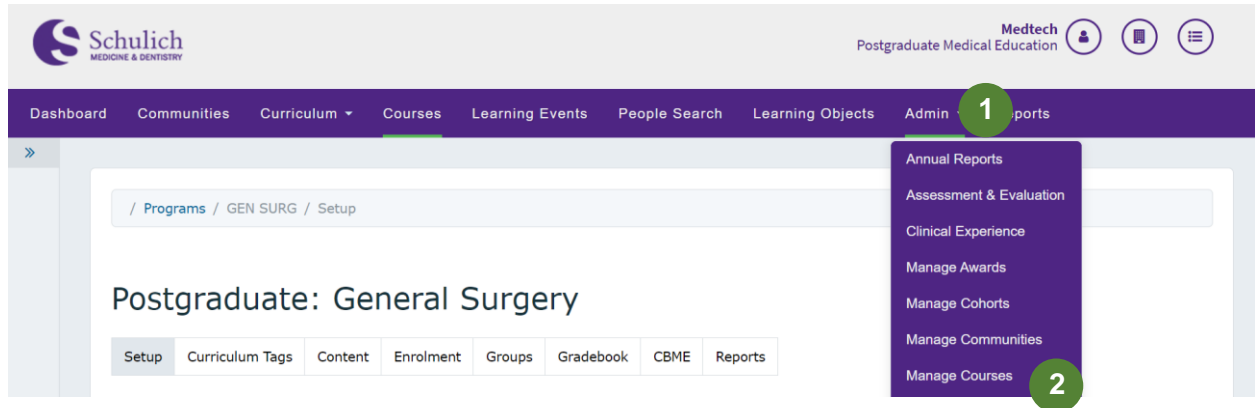 Schulich
MEDICINE & DENTISTRY
Medtech
Postgraduate Medical Education
Dashboard Communities Curriculum Courses Learning Events People Search Learning Objects Admin 1 ports
»
Annual Reports
/ Programs / GEN SURG / Setup
Assessment & Evaluation
Clinical Experience
Manage Awards
Postgraduate: General Surgery
Manage Cohorts
Manage Communities
Setup Curriculum Tags Content Enrolment Groups Gradebook CBME Reports
Manage Courses 2